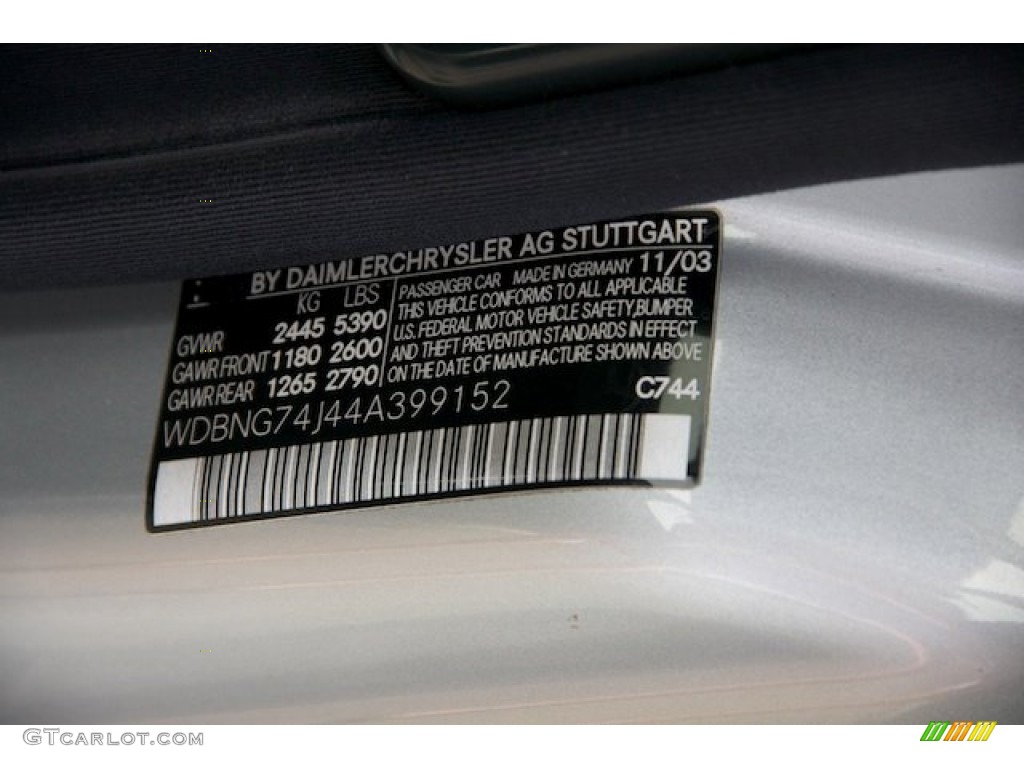 BY DAIMLERCHRYSLER AG STUTTGART
KG LBS
GVWR 2445 5390
GAWR FRONT 1180 2600
GAWR REAR 1265 2790
PASSENGER CAR MADE IN GERMANY 11/03
THIS VEHICLE CONFORMS TO ALL APPLICABLE
U.S. FEDERAL MOTOR VEHICLE SAFETY, BUMPER
AND THEFT PREVENTION STANDARDS IN EFFECT
ON THE DATE OF MANUFACTURE SHOWN ABOVE
WDBNG74J44A399152 C744
GTCARLOT.COM